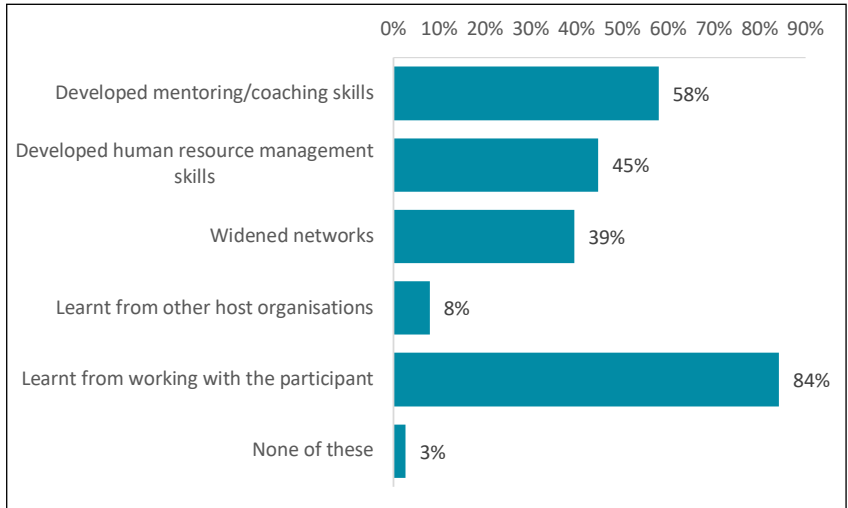 0% 10% 20% 30% 40% 50% 60% 70% 80% 90%
Developed mentoring/coaching skills 58%
Developed human resource management
skills 45%
Widened networks 39%
Learnt from other host organisations 8%
Learnt from working with the participant 84%
None of these 3%